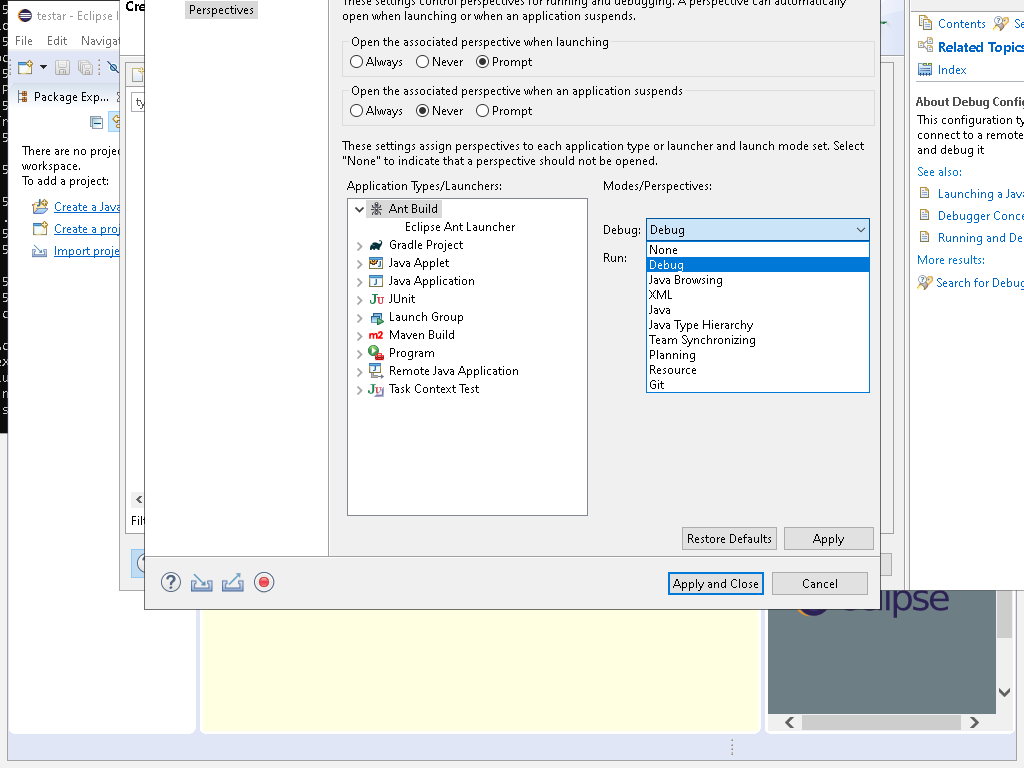 testar - Eclipse I
File Edit Navigat
Package Exp...
There are no projec
workspace.
To add a project:
Create a Java
Create a proj
Import proje
Cre
ty
Filt
Perspectives
These settings control perspectives for running and debugging. A perspective can automatically
open when launching or when an application suspends.
Open the associated perspective when launching
Always Never Prompt
Open the associated perspective when an application suspends
Always Never Prompt
These settings assign perspectives to each application type or launcher and launch mode set. Select
"None" to indicate that a perspective should not be opened.
Application Types/Launchers:
Ant Build
Eclipse Ant Launcher
Gradle Project
Java Applet
Java Application
JUnit
Launch Group
Maven Build
Program
Remote Java Application
Task Context Test
Modes/Perspectives:
Debug: Debug
Run:
None
Debug
Java Browsing
XML
Java
Java Type Hierarchy
Team Synchronizing
Planning
Resource
Git
Restore Defaults Apply
Apply and Close Cancel
Contents Se
Related Topics
Index
About Debug Config
This configuration ty
connect to a remote
and debug it
See also:
Launching a Java
Debugger Conce
Running and De
More results:
Search for Debug
eclipse